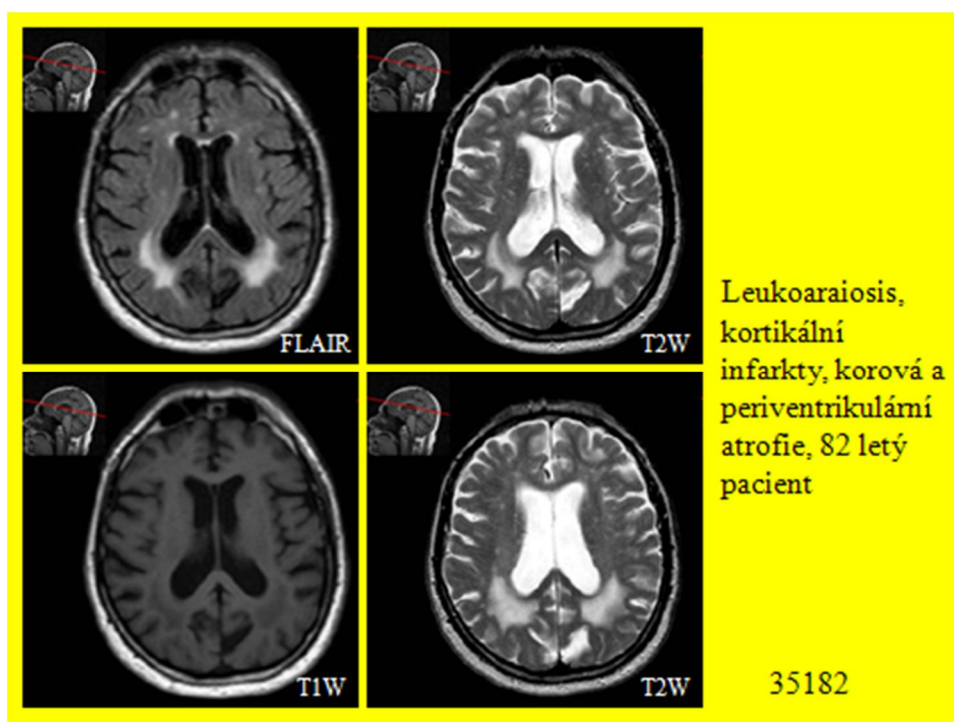 FLAIR
T2W
Leukoaraiosis,
kortikální
infarkty, korová a
periventrikulární
atrofie, 82 letý
pacient
T1W
T2W
35182